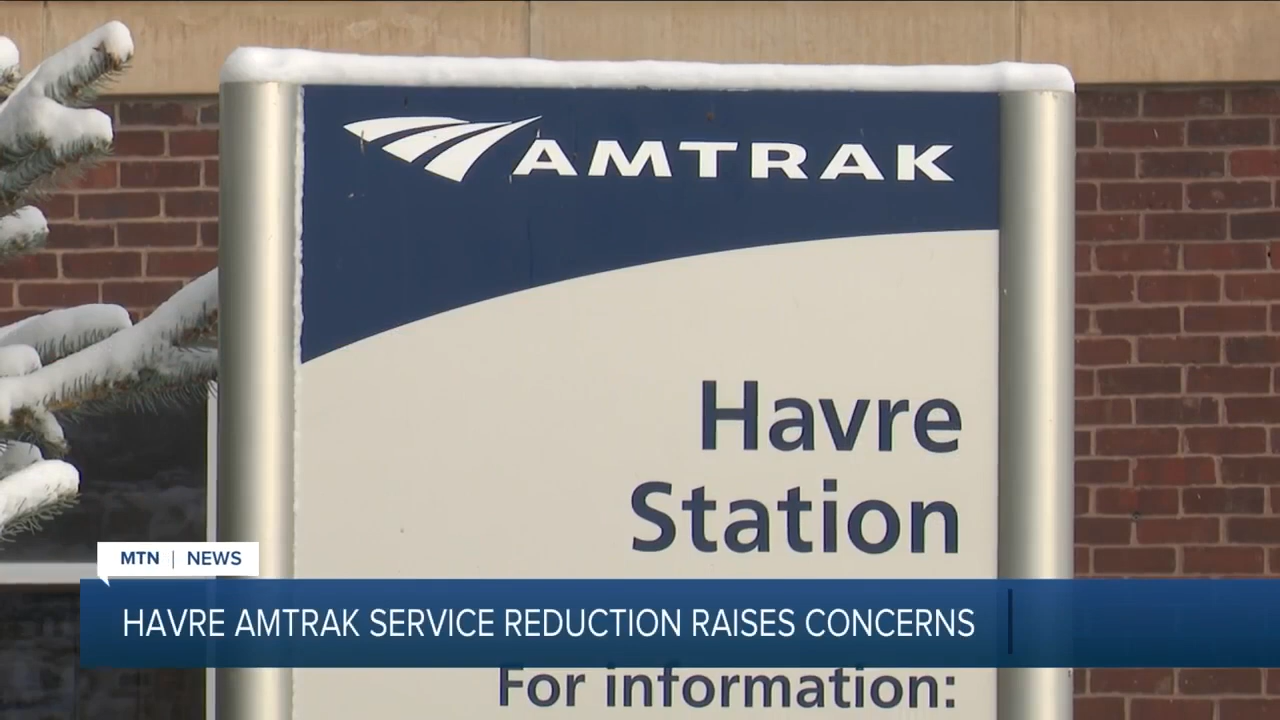 AMTRAK
Havre
Station
MTN | NEWS
HAVRE AMTRAK SERVICE REDUCTION RAISES CONCERNS
For information: